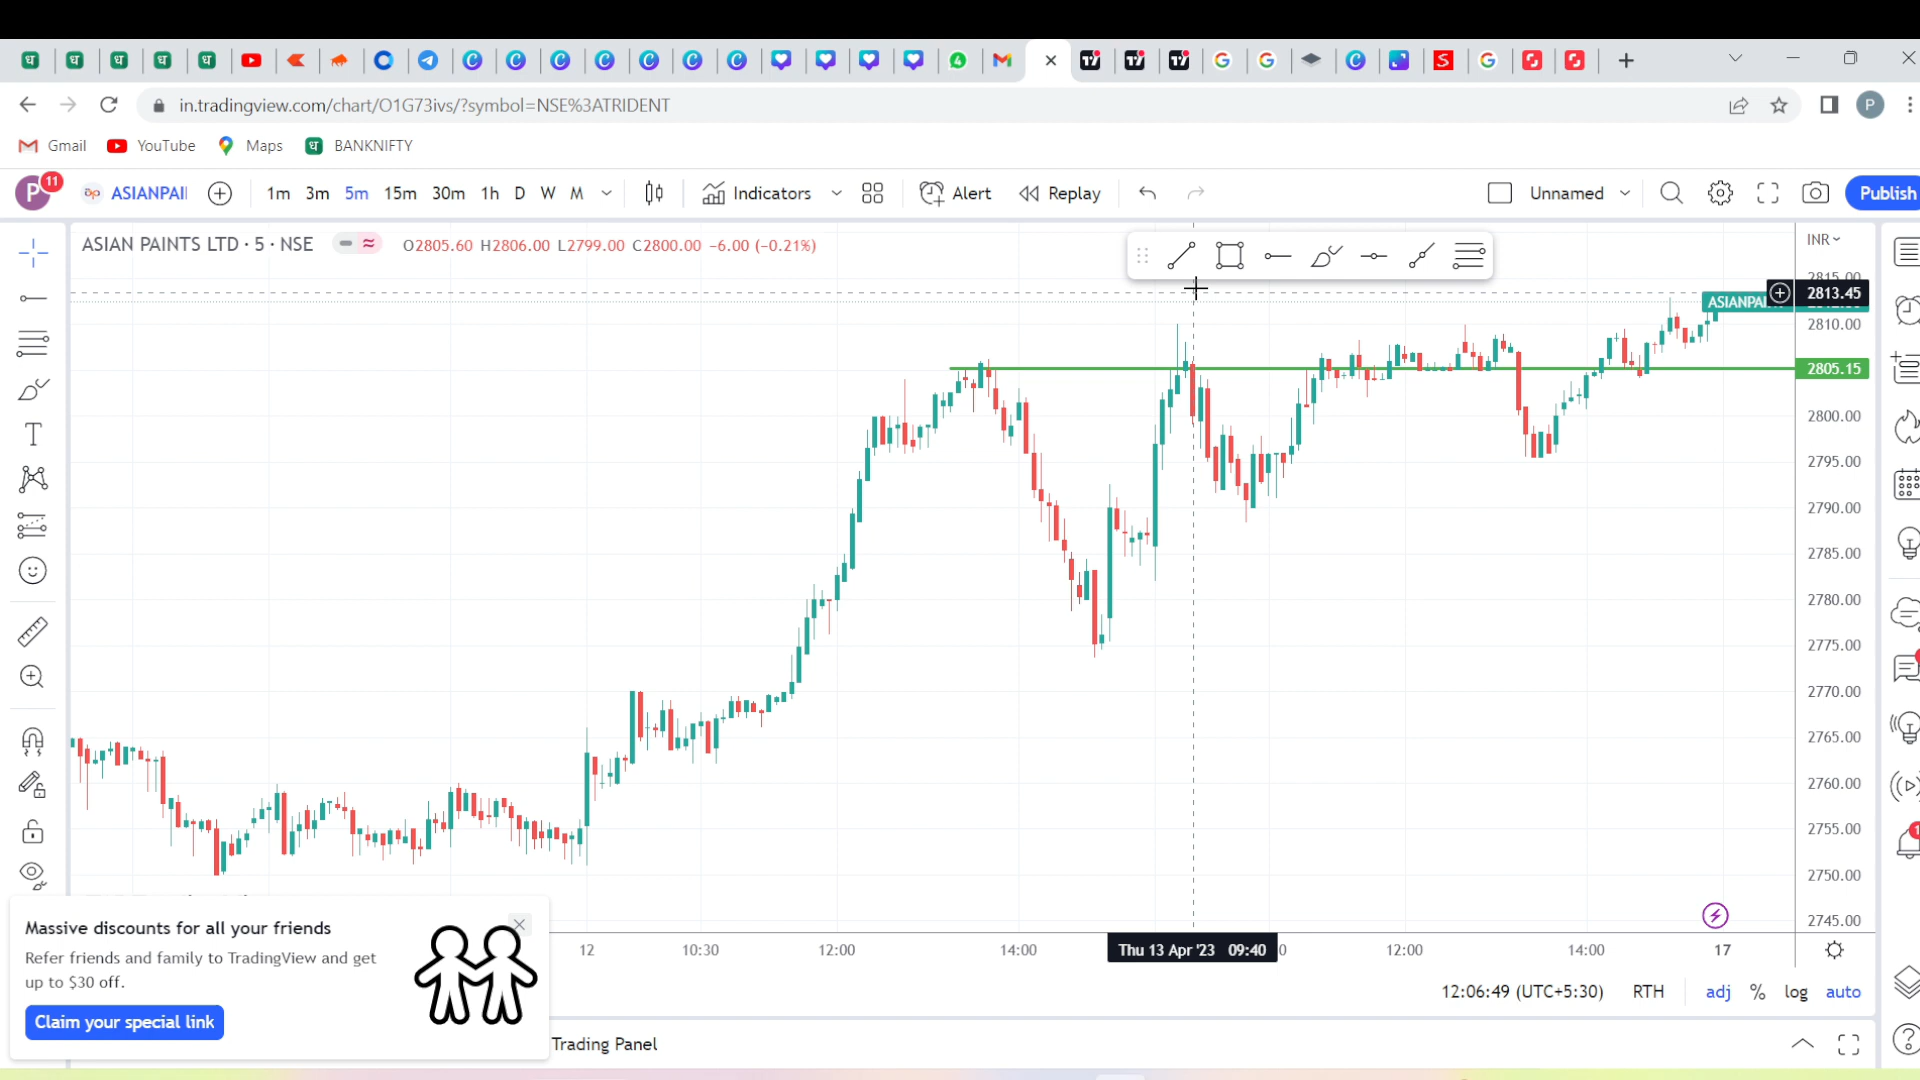 in.tradingview.com/chart/O1G73ivs/?symbol=NSE%3ATRIDENT
P
Gmail
YouTube
Maps
BANKNIFTY
P
11
ASIANPAI
1m 3m 5m 15m 30m 1h D W M
Indicators
Alert
Replay
Unnamed
Publish
ASIAN PAINTS LTD · 5 · NSE
O2805.60 H2806.00 L2799.00 C2800.00 −6.00 (−0.21%)
INR
2815.00
ASIANPAI
2813.45
2810.00
2805.15
2800.00
2795.00
2790.00
2785.00
2780.00
2775.00
2770.00
2765.00
2760.00
2755.00
2750.00
2745.00
12 10:30 12:00 14:00 Thu 13 Apr '23 09:40 12:00 14:00 17
12:06:49 (UTC+5:30) RTH adj % log auto
Massive discounts for all your friends
Refer friends and family to TradingView and get
up to $30 off.
Claim your special link
Trading Panel